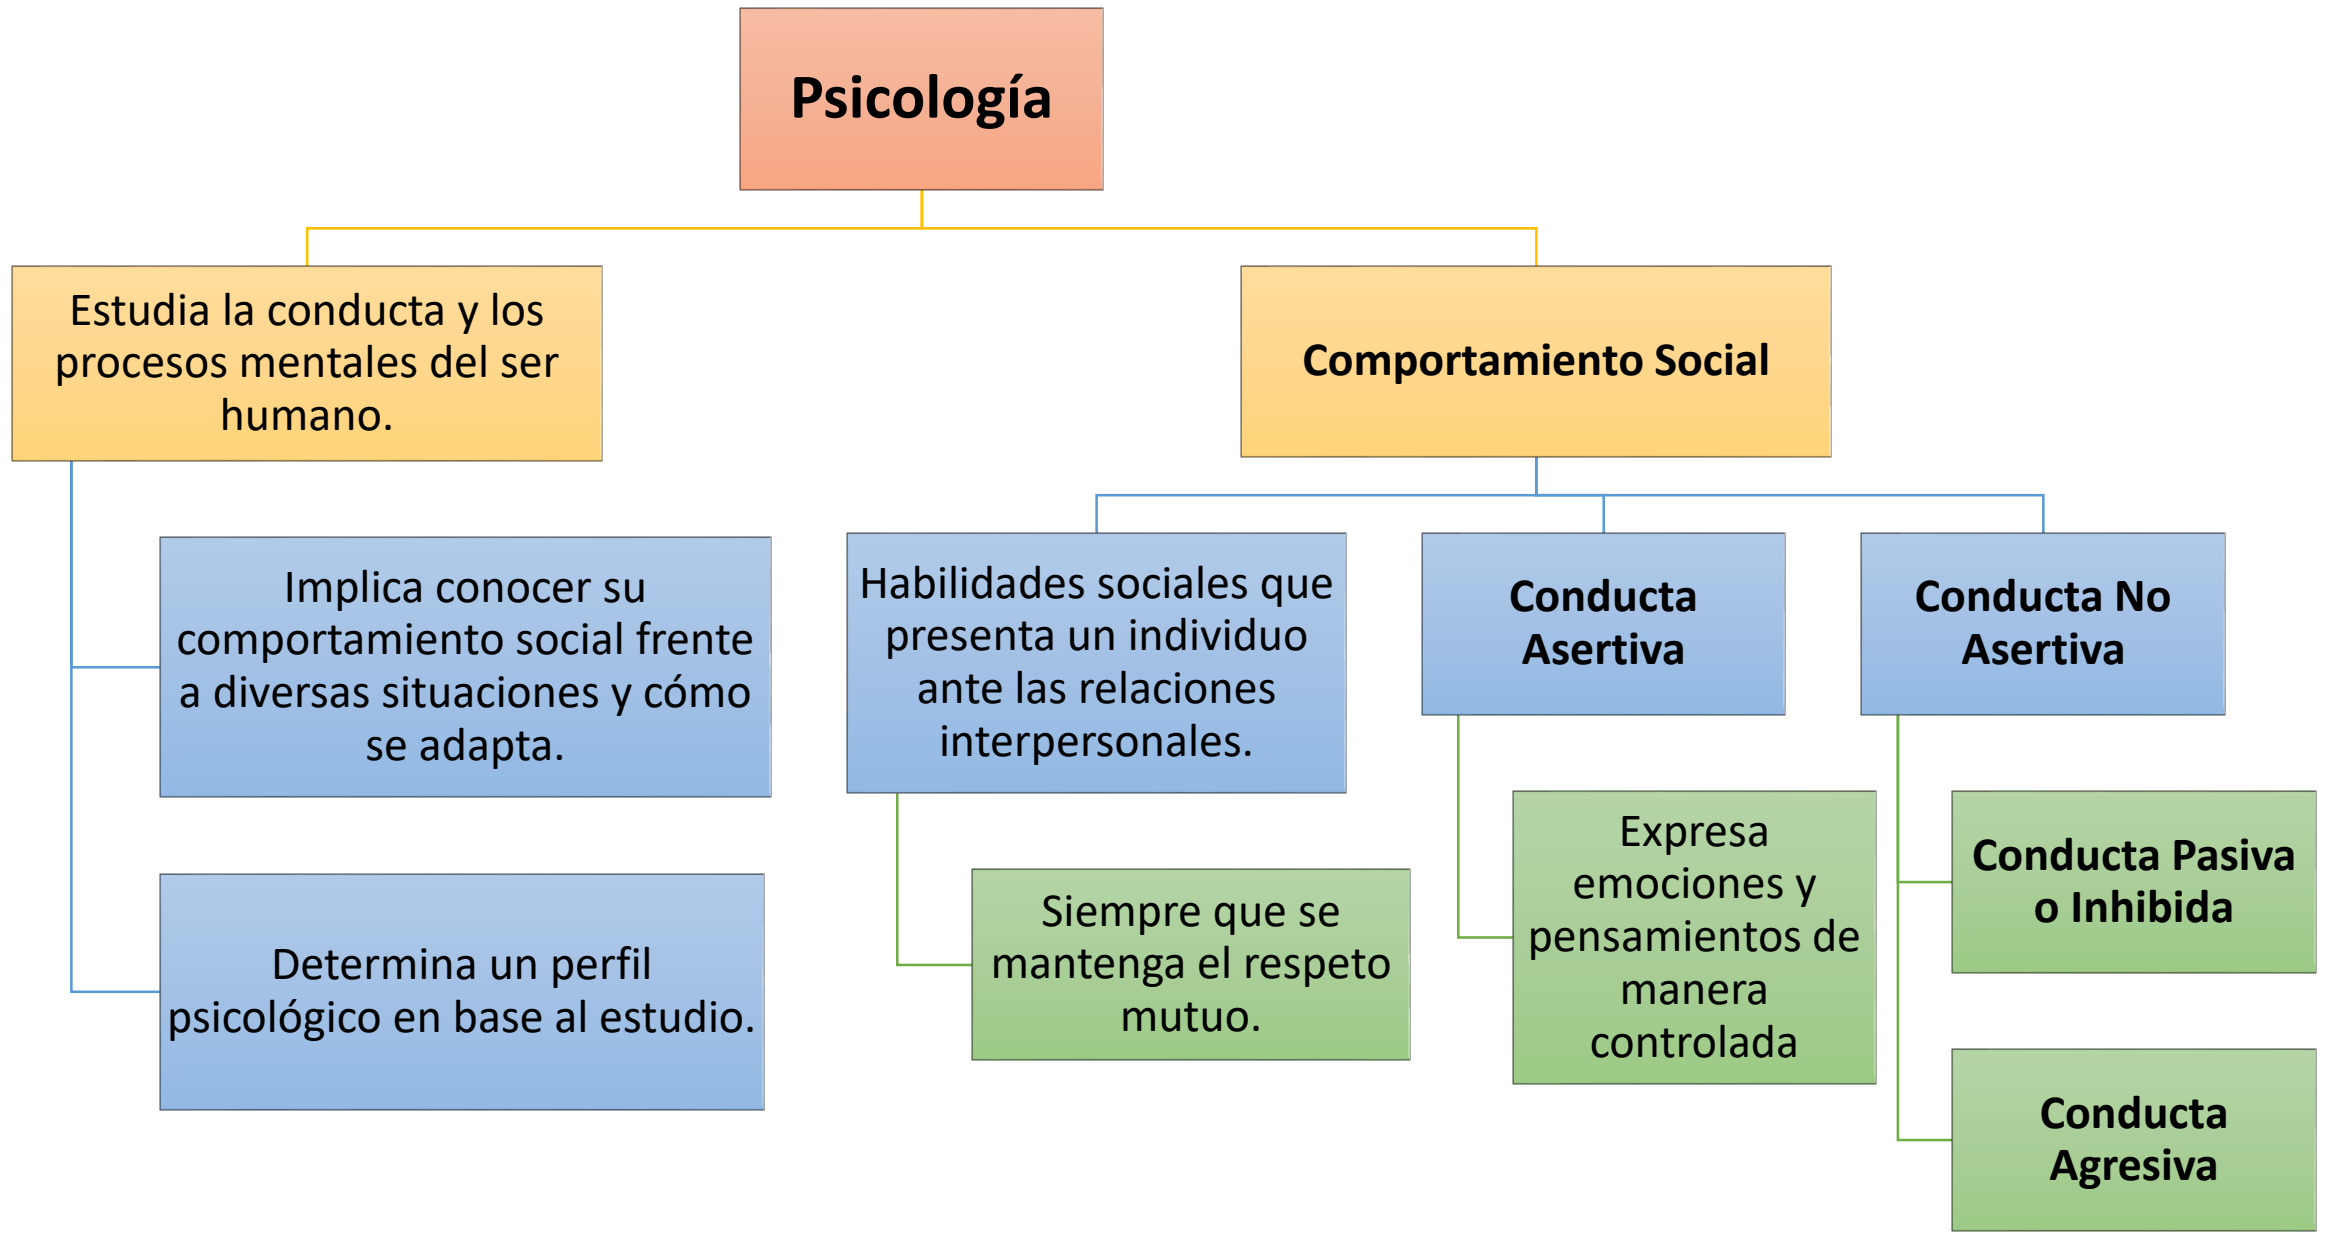 Psicología
Estudia la conducta y los
procesos mentales del ser
humano.
Implica conocer su
comportamiento social frente
a diversas situaciones y cómo
se adapta.
Determina un perfil
psicológico en base al estudio.
Comportamiento Social
Habilidades sociales que
presenta un individuo
ante las relaciones
interpersonales.
Siempre que se
mantenga el respeto
mutuo.
Conducta
Asertiva
Expresa
emociones y
pensamientos de
manera
controlada
Conducta No
Asertiva
Conducta Pasiva
o Inhibida
Conducta
Agresiva